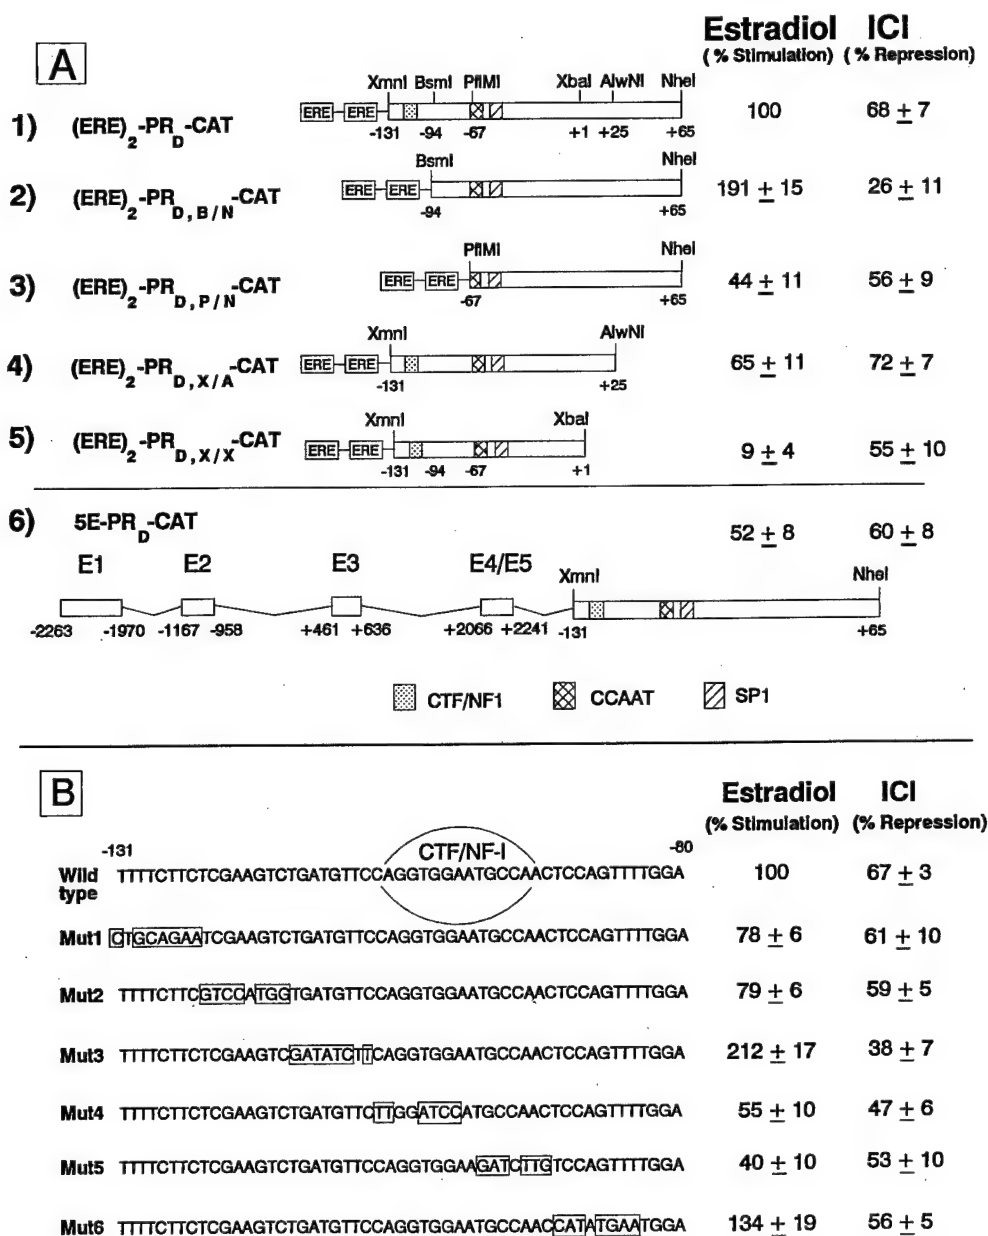 Estradiol ICI
( % Stimulation) ( % Repression)
A
XmnI BsmI PflMI XbaI AlwNI NheI
1) (ERE)2-PRD-CAT ERE ERE 100 68 ± 7
-131 -94 -67 +1 +25 +65
BsmI NheI
2) (ERE)2-PRD,B/N-CAT ERE ERE 191 ± 15 26 ± 11
-94 +65
PflMI NheI
3) (ERE)2-PRD,P/N-CAT ERE ERE 44 ± 11 56 ± 9
-67 +65
XmnI AlwNI
4) (ERE)2-PRD,X/A-CAT ERE ERE 65 ± 11 72 ± 7
-131 +25
XmnI XbaI
5) (ERE)2-PRD,X/X-CAT ERE ERE 9 ± 4 55 ± 10
-131 -94 -67 +1
6) 5E-PRD-CAT 52 ± 8 60 ± 8
E1 E2 E3 E4/E5 XmnI NheI
-2263 -1970 -1167 -958 +461 +636 +2066 +2241 -131 +65
CTF/NF1 CCAAT SP1
B
Estradiol ICI
(% Stimulation) (% Repression)
-131 CTF/NF-I -80
Wild type TTTTCTTCTCGAAGTCTGATGTTCCAGGTGGAATGCCAACTCCAGTTTTGGA 100 67 ± 3
Mut1 CTGCAGAATCGAAGTCTGATGTTCCAGGTGGAATGCCAACTCCAGTTTTGGA 78 ± 6 61 ± 10
Mut2 TTTTCTTCGTCCATGGTGATGTTCCAGGTGGAATGCCAACTCCAGTTTTGGA 79 ± 6 59 ± 5
Mut3 TTTTCTTCTCGAAGTCGATATCTTCAGGTGGAATGCCAACTCCAGTTTTGGA 212 ± 17 38 ± 7
Mut4 TTTTCTTCTCGAAGTCTGATGTTCTTGGATCCATGCCAACTCCAGTTTTGGA 55 ± 10 47 ± 6
Mut5 TTTTCTTCTCGAAGTCTGATGTTCCAGGTGGAAGATCTTGTCCAGTTTTGGA 40 ± 10 53 ± 10
Mut6 TTTTCTTCTCGAAGTCTGATGTTCCAGGTGGAATGCCAACCATATGAATGGA 134 ± 19 56 ± 5